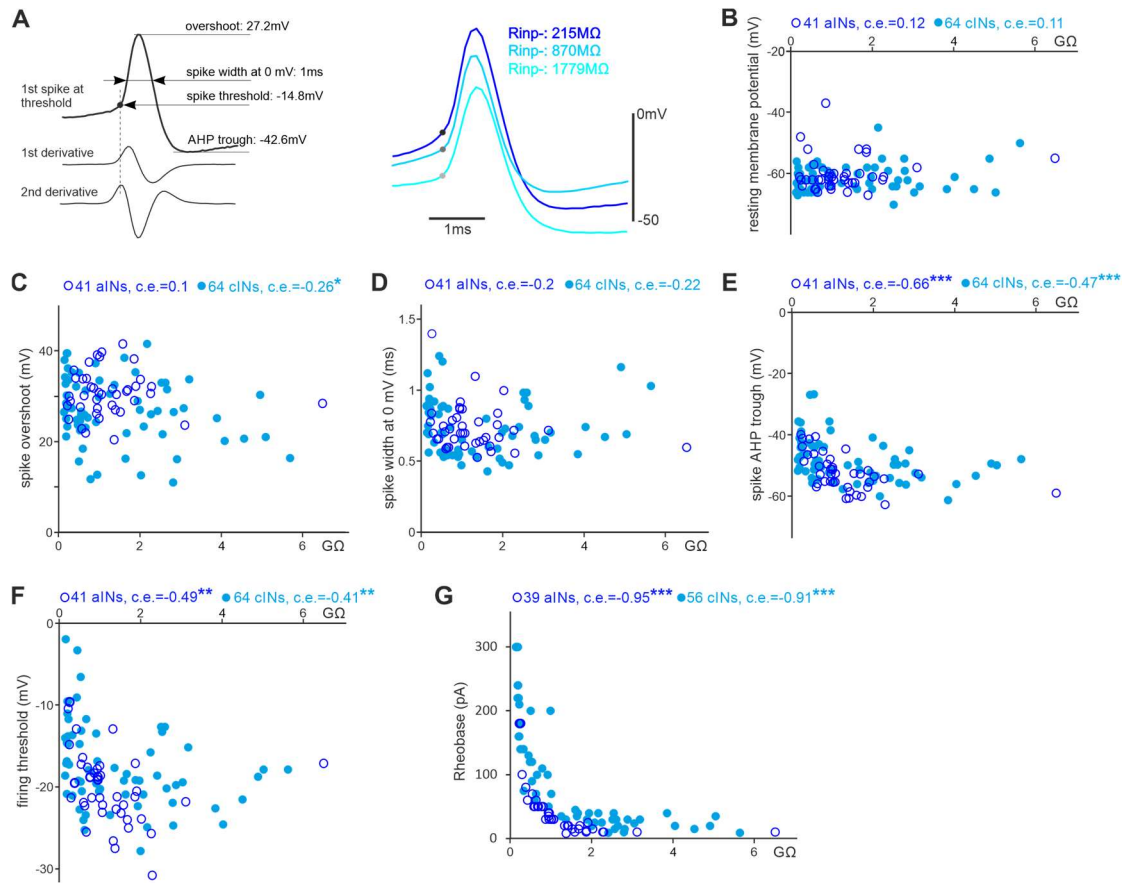 A
overshoot: 27.2mV
spike width at 0 mV: 1ms
1st spike at
threshold
spike threshold: -14.8mV
AHP trough: -42.6mV
1st derivative
2nd derivative
Rinp-: 215MΩ
Rinp-: 870MΩ
Rinp-: 1779MΩ
0mV
-50
1ms
B
41 aINs, c.e.=0.12 64 cINs, c.e.=0.11
0 2 4 6 GΩ
-20
-40
-60
resting membrane potential (mV)
C
41 aINs, c.e.=0.1 64 cINs, c.e.=-0.26*
40
20
0
spike overshoot (mV)
0 2 4 6 GΩ
D
41 aINs, c.e.=-0.2 64 cINs, c.e.=-0.22
1.5
1
0.5
0
spike width at 0 mV (ms)
0 2 4 6 GΩ
E
41 aINs, c.e.=-0.66*** 64 cINs, c.e.=-0.47***
0 2 4 6 GΩ
0
-20
-40
-60
spike AHP trough (mV)
F
41 aINs, c.e.=-0.49** 64 cINs, c.e.=-0.41**
0 2 4 6 GΩ
0
-10
-20
-30
firing threshold (mV)
G
39 aINs, c.e.=-0.95*** 56 cINs, c.e.=-0.91***
300
200
100
0
Rheobase (pA)
0 2 4 6 GΩ